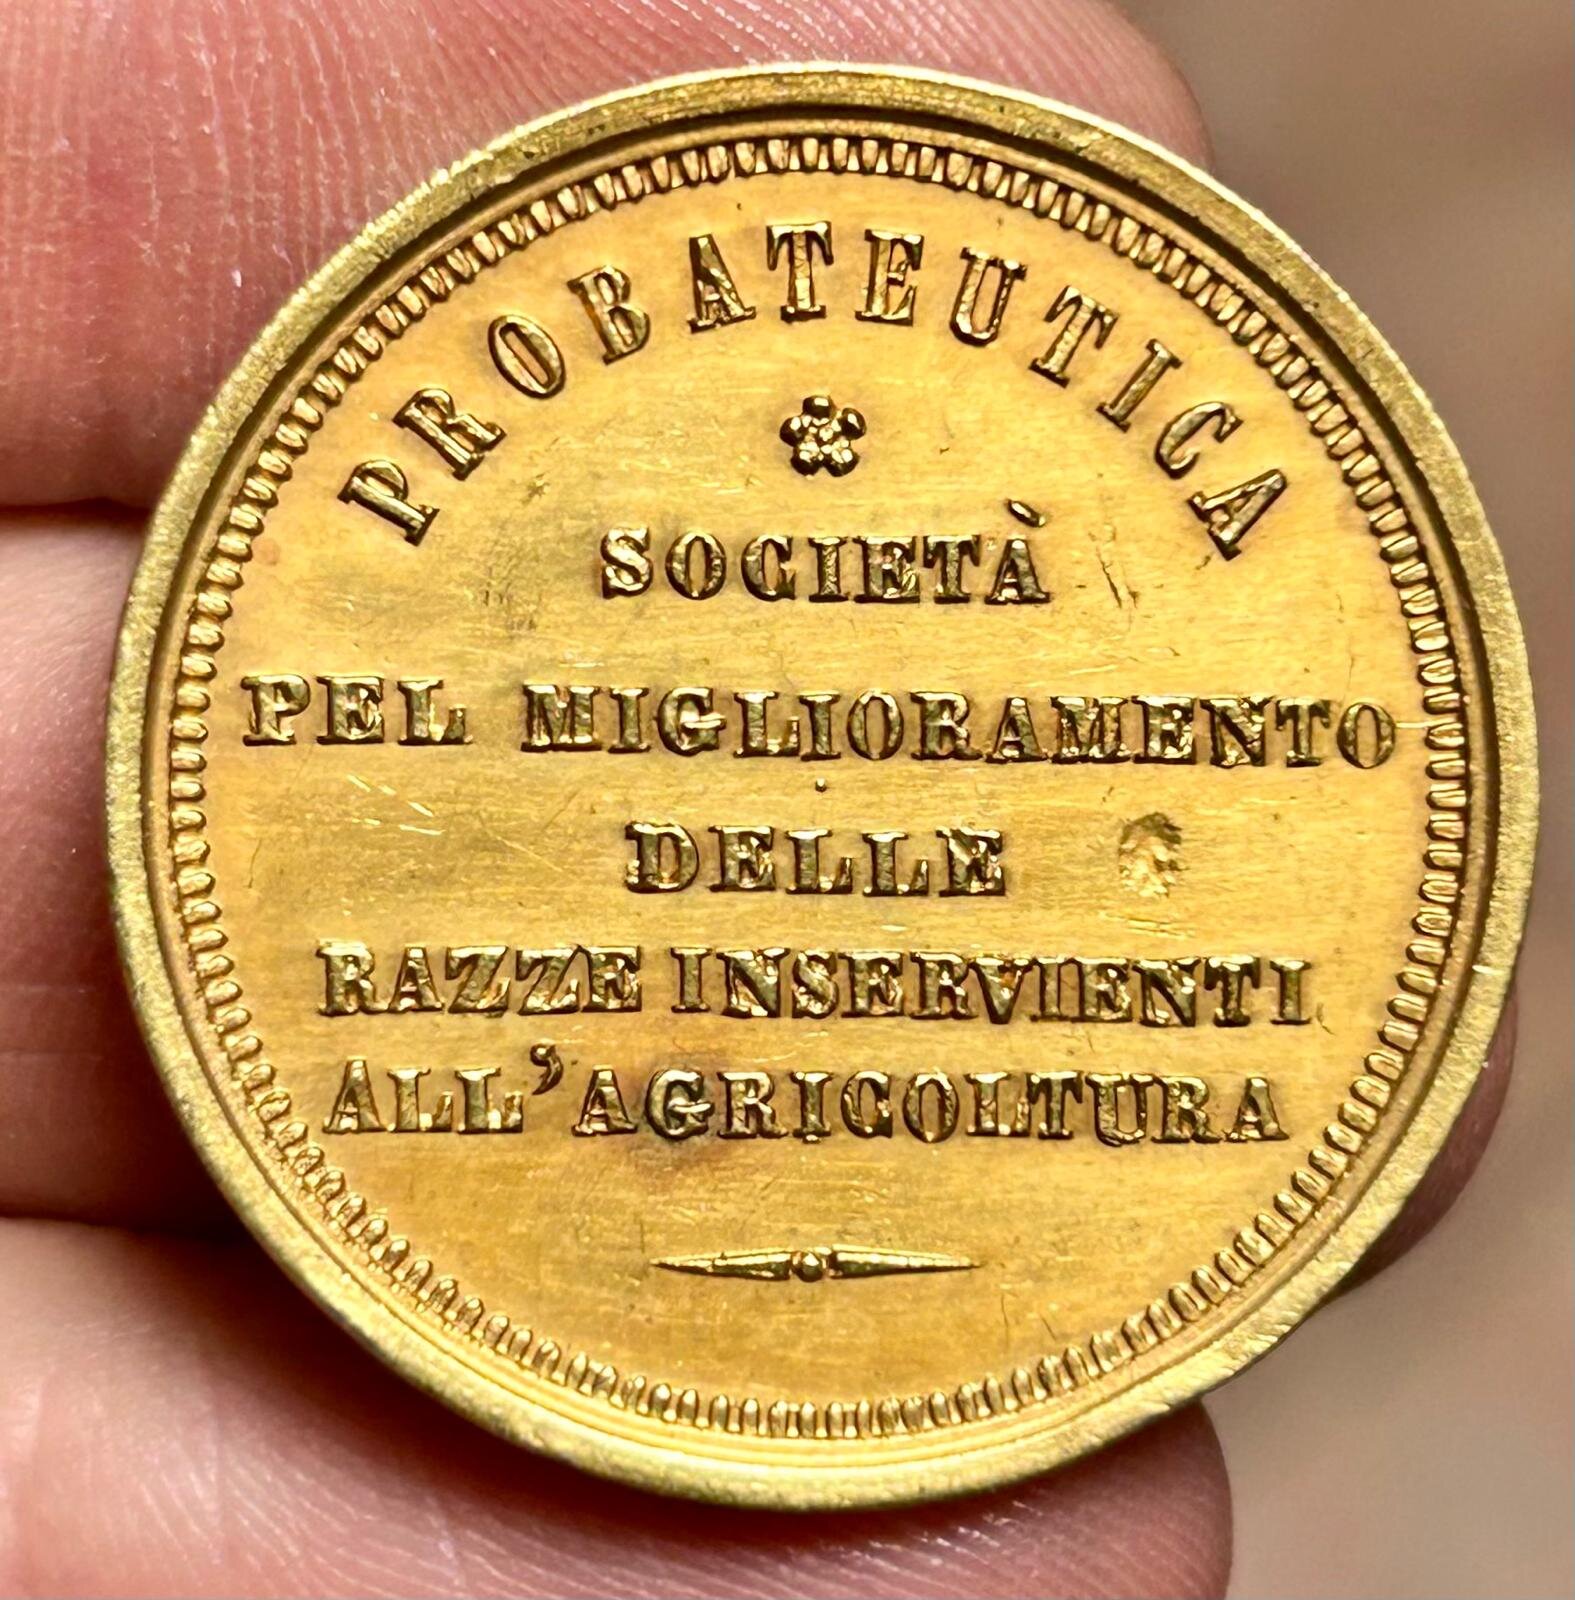 PROBATEUTICA
SOCIETÀ
PEL MIGLIORAMENTO
DELLE
RAZZE INSERVIENTI
ALL'AGRICOLTURA